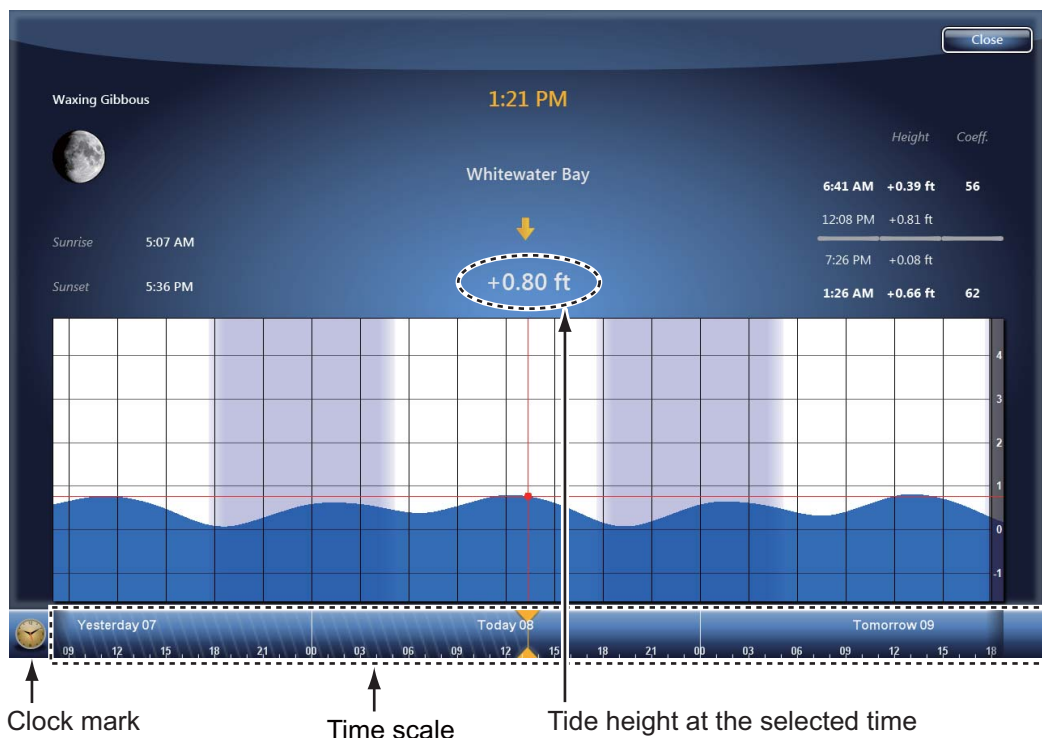 Close
Waxing Gibbous
1:21 PM
Height Coeff.
Whitewater Bay
6:41 AM +0.39 ft 56
12:08 PM +0.81 ft
Sunrise 5:07 AM
7:26 PM +0.08 ft
Sunset 5:36 PM
+0.80 ft
1:26 AM +0.66 ft 62
4
3
2
1
0
-1
Yesterday 07 Today 08 Tomorrow 09
09 12 15 18 21 00 03 06 09 12 15 18 21 00 03 06 09 12 15 18
Clock mark
Time scale
Tide height at the selected time